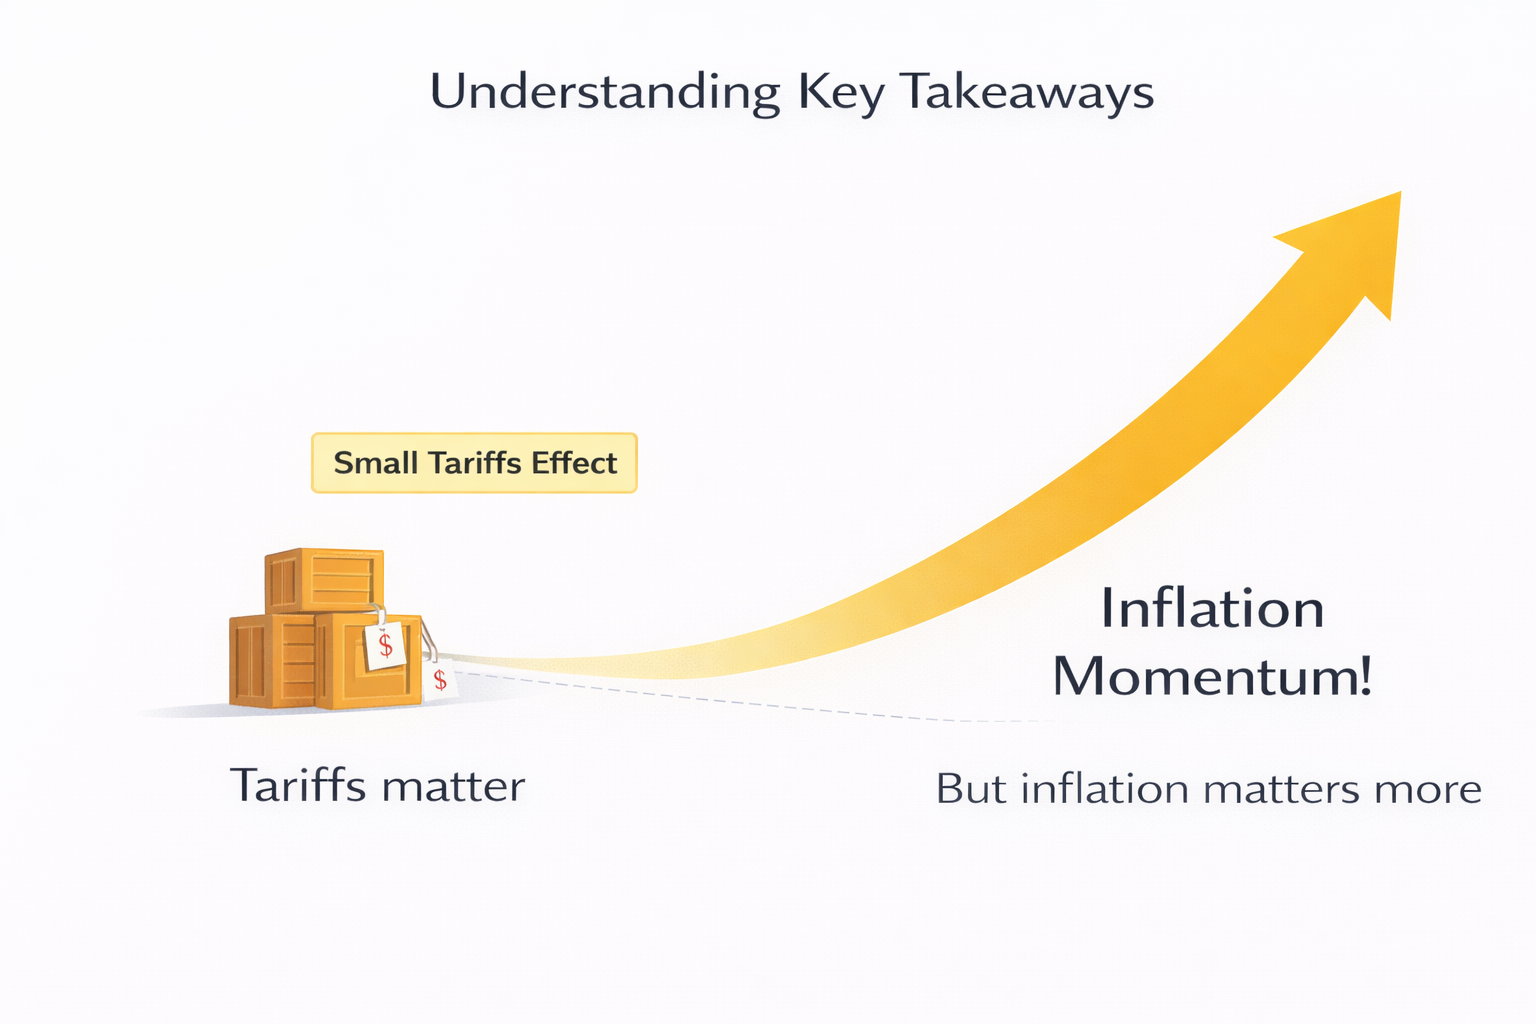 Understanding Key Takeaways
Small Tariffs Effect
$
$
Inflation
Momentum!
Tariffs matter
But inflation matters more